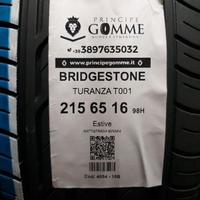 PRINCIPE
GOMME
+39 3897635032
www.principegomme.it
BRIDGESTONE
TURANZA T001
215 65 16 98H
Estive